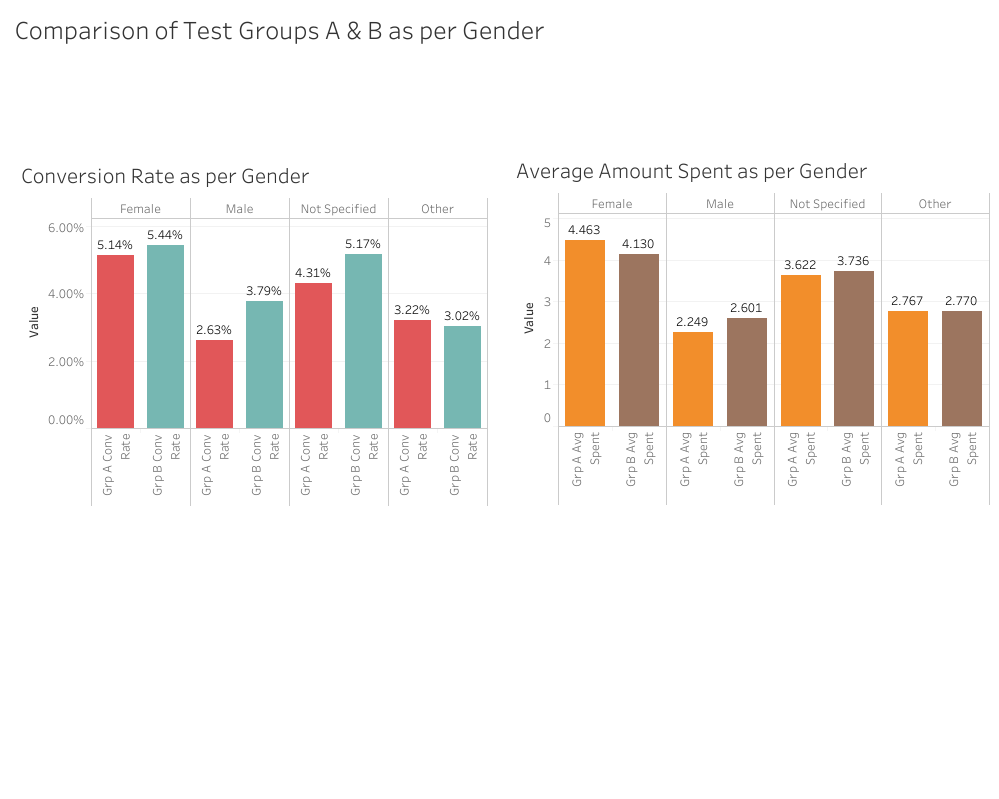 Comparison of Test Groups A & B as per Gender
Conversion Rate as per Gender
Female Male Not Specified Other
6.00%
4.00%
2.00%
0.00%
Value
5.14% 5.44% 2.63% 3.79% 4.31% 5.17% 3.22% 3.02%
Grp A Conv
Rate
Grp B Conv
Rate
Grp A Conv
Rate
Grp B Conv
Rate
Grp A Conv
Rate
Grp B Conv
Rate
Grp A Conv
Rate
Grp B Conv
Rate
Average Amount Spent as per Gender
Female Male Not Specified Other
5
4
3
2
1
0
Value
4.463 4.130 2.249 2.601 3.622 3.736 2.767 2.770
Grp A Avg
Spent
Grp B Avg
Spent
Grp A Avg
Spent
Grp B Avg
Spent
Grp A Avg
Spent
Grp B Avg
Spent
Grp A Avg
Spent
Grp B Avg
Spent